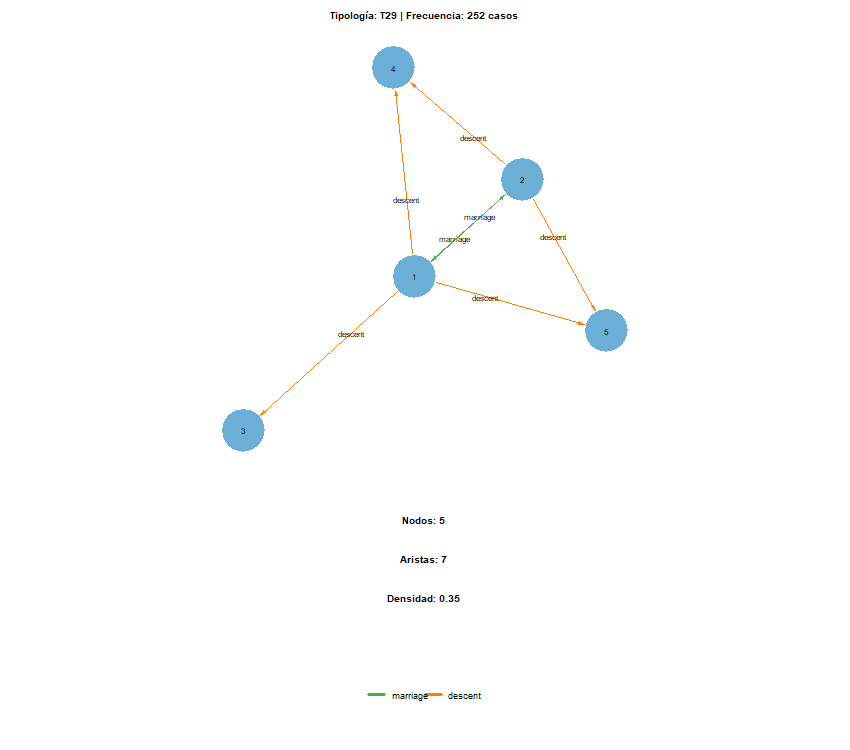 Tipología: T29 | Frecuencia: 252 casos
4
descent
2
descent
marriage
descent
marriage
1
descent
5
descent
3
Nodos: 5
Aristas: 7
Densidad: 0.35
marriage descent